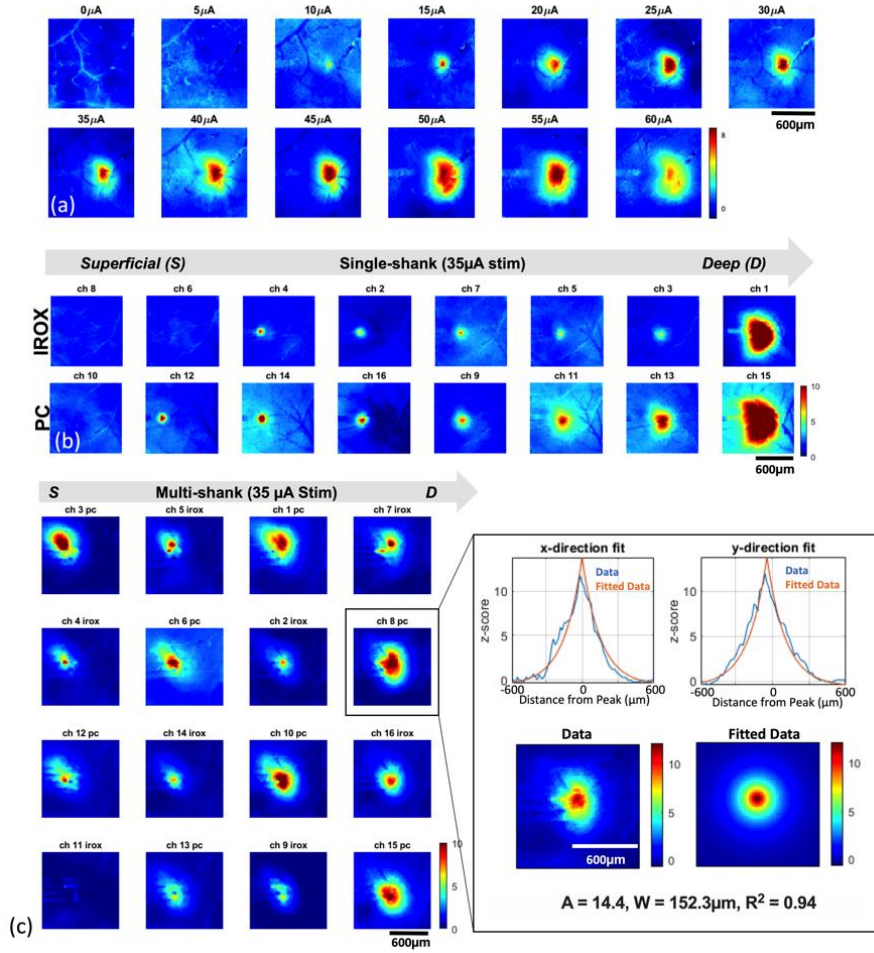 0μA 5μA 10μA 15μA 20μA 25μA 30μA
600μm
35μA 40μA 45μA 50μA 55μA 60μA
8
0
(a)
Superficial (S) Single-shank (35μA stim) Deep (D)
ch 8 ch 6 ch 4 ch 2 ch 7 ch 5 ch 3 ch 1
IROX
ch 10 ch 12 ch 14 ch 16 ch 9 ch 11 ch 13 ch 15
PC
10
5
0
(b)
600μm
S Multi-shank (35 μA Stim) D
ch 3 pc ch 5 irox ch 1 pc ch 7 irox
ch 4 irox ch 6 pc ch 2 irox ch 8 pc
ch 12 pc ch 14 irox ch 10 pc ch 16 irox
ch 11 irox ch 13 pc ch 9 irox ch 15 pc
10
5
0
(c)
600μm
x-direction fit
Data
Fitted Data
z-score
10
5
0
-600 0 600
Distance from Peak (μm)
y-direction fit
Data
Fitted Data
z-score
10
5
0
-600 0 600
Distance from Peak (μm)
Data
10
5
0
600μm
Fitted Data
10
5
0
A = 14.4, W = 152.3μm, R² = 0.94